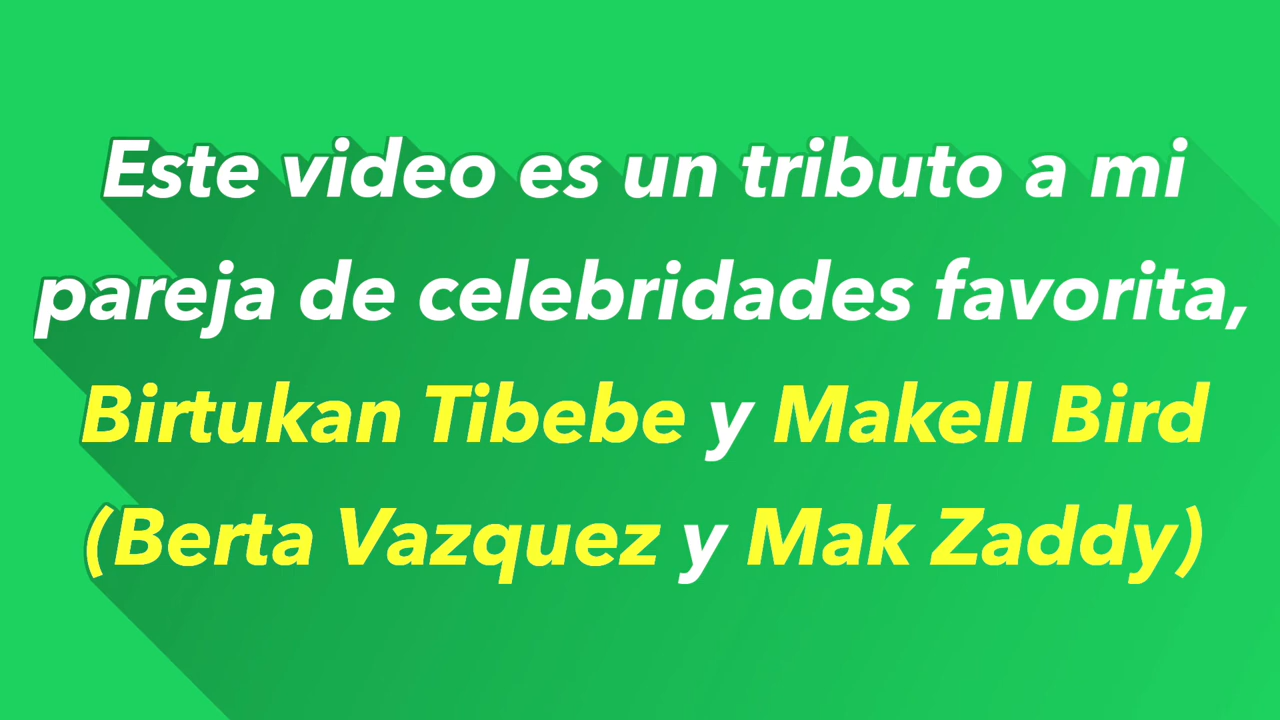 Este video es un tributo a mi
pareja de celebridades favorita,
Birtukan Tibebe y Makell Bird
(Berta Vazquez y Mak Zaddy)